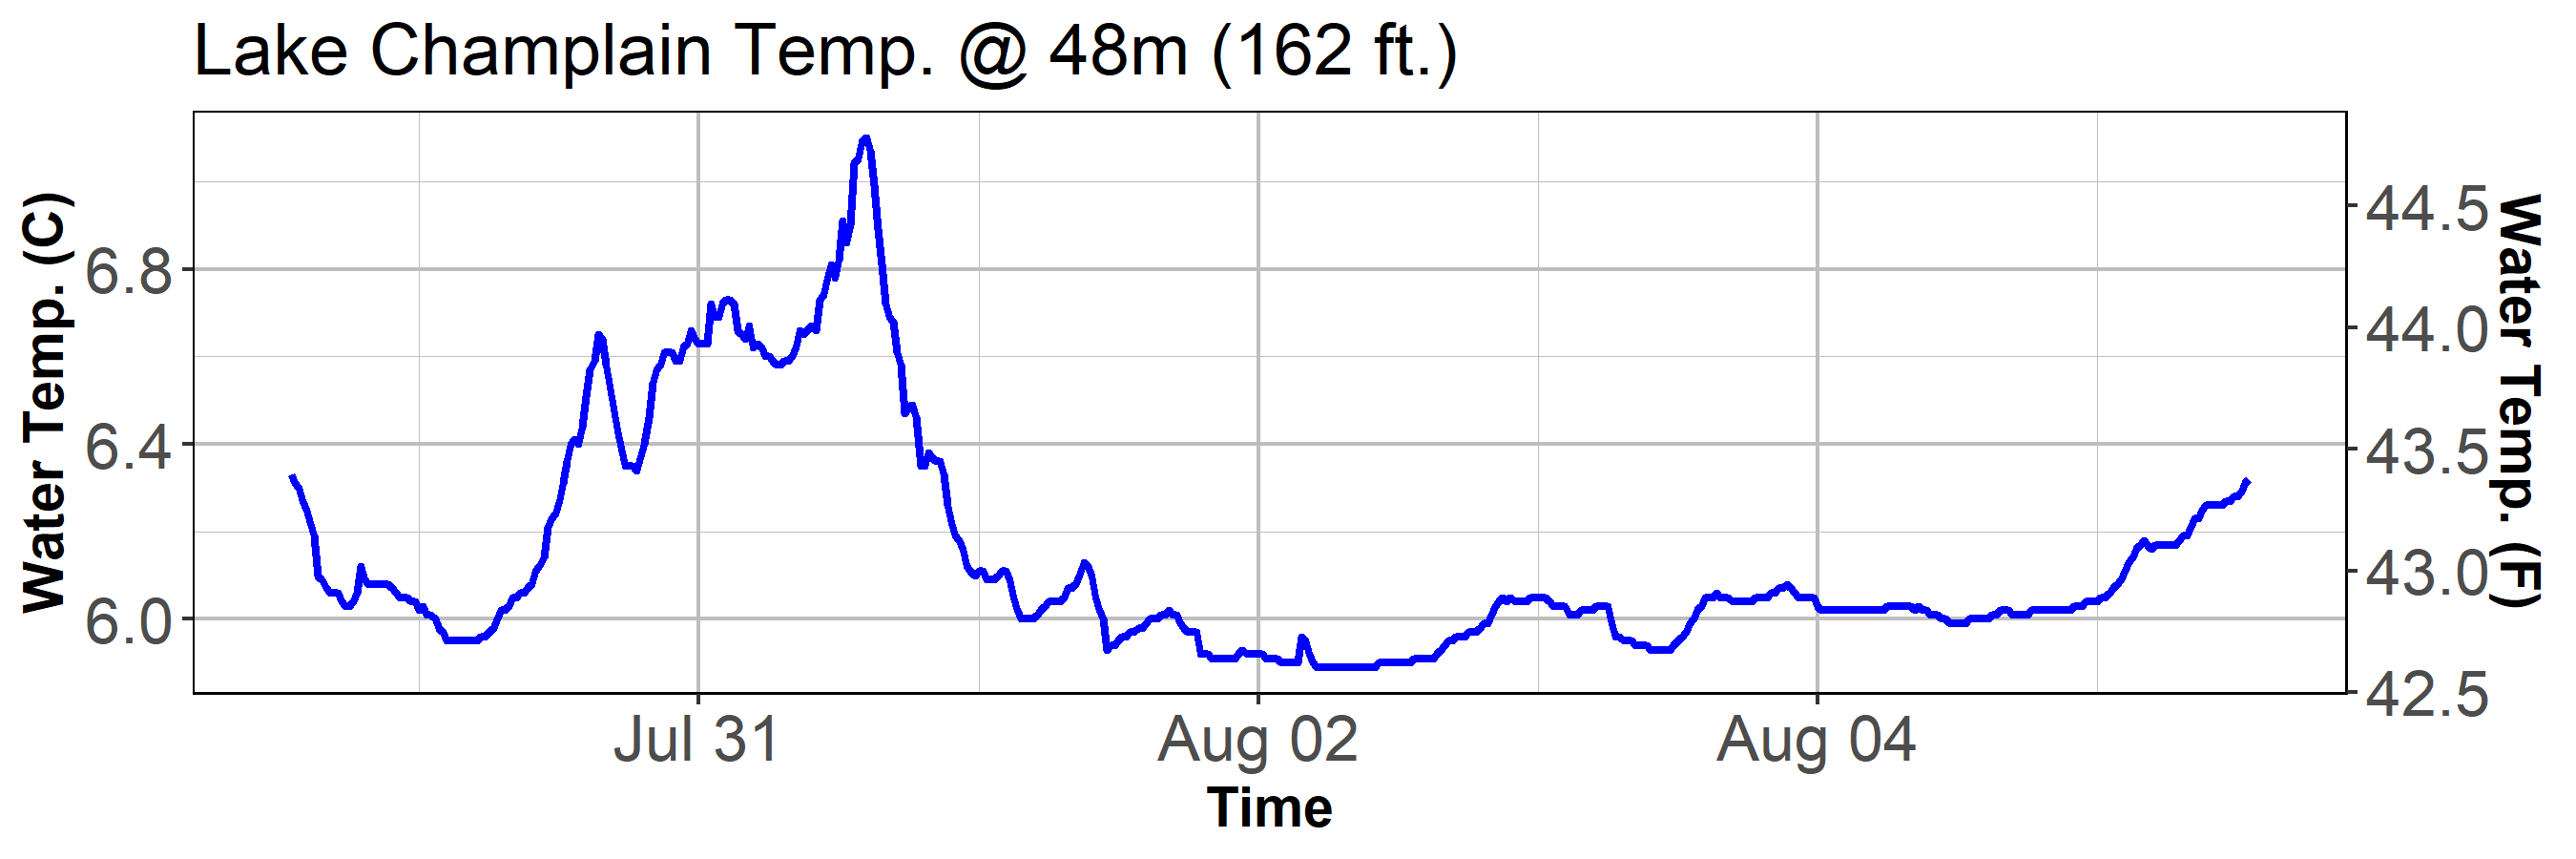 Lake Champlain Temp. @ 48m (162 ft.)
Water Temp. (C)
6.8
6.4
6.0
44.5
44.0
43.5
43.0
42.5
Water Temp. (F)
Jul 31
Aug 02
Aug 04
Time